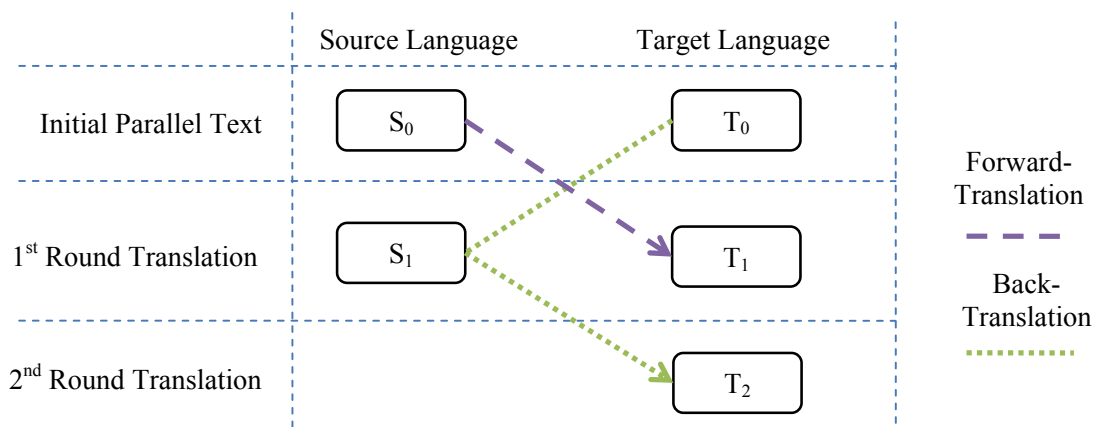 Source Language Target Language
Initial Parallel Text S₀ T₀
Forward-
Translation
1ˢᵗ Round Translation S₁ T₁
Back-
Translation
2ⁿᵈ Round Translation T₂